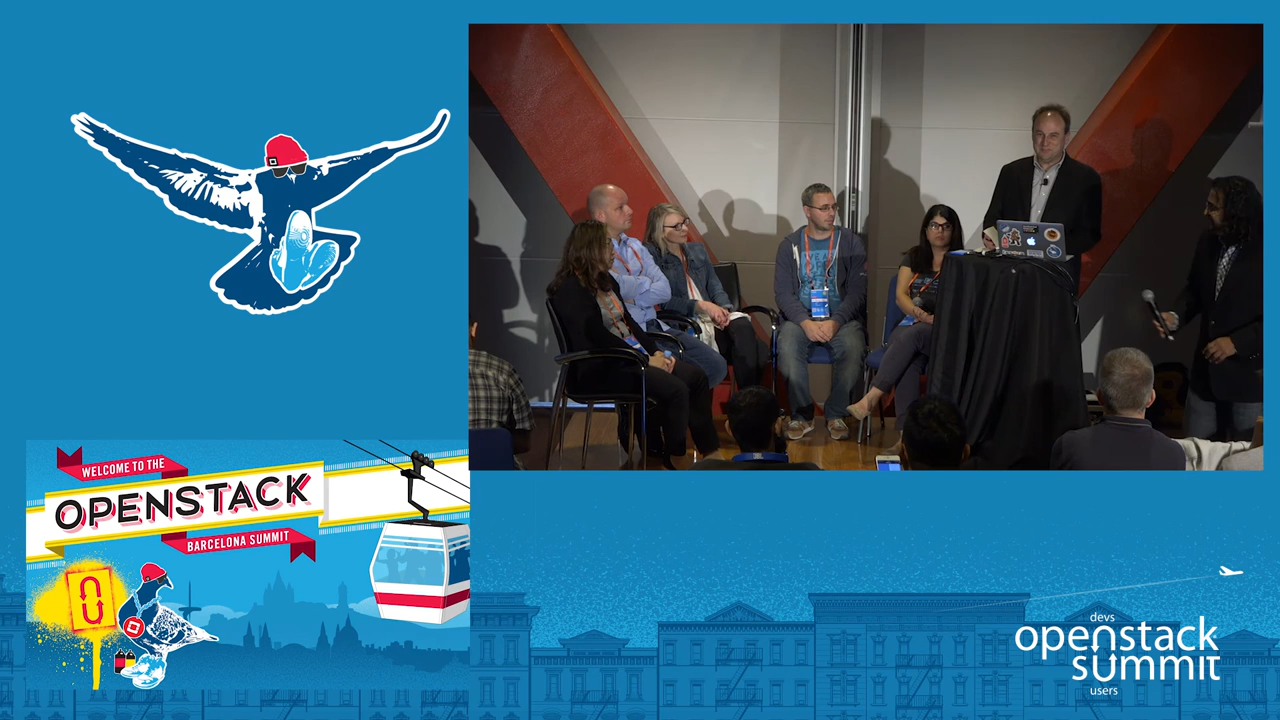 WELCOME TO THE
OPENSTACK
BARCELONA SUMMIT
devs
openstack
summit
users